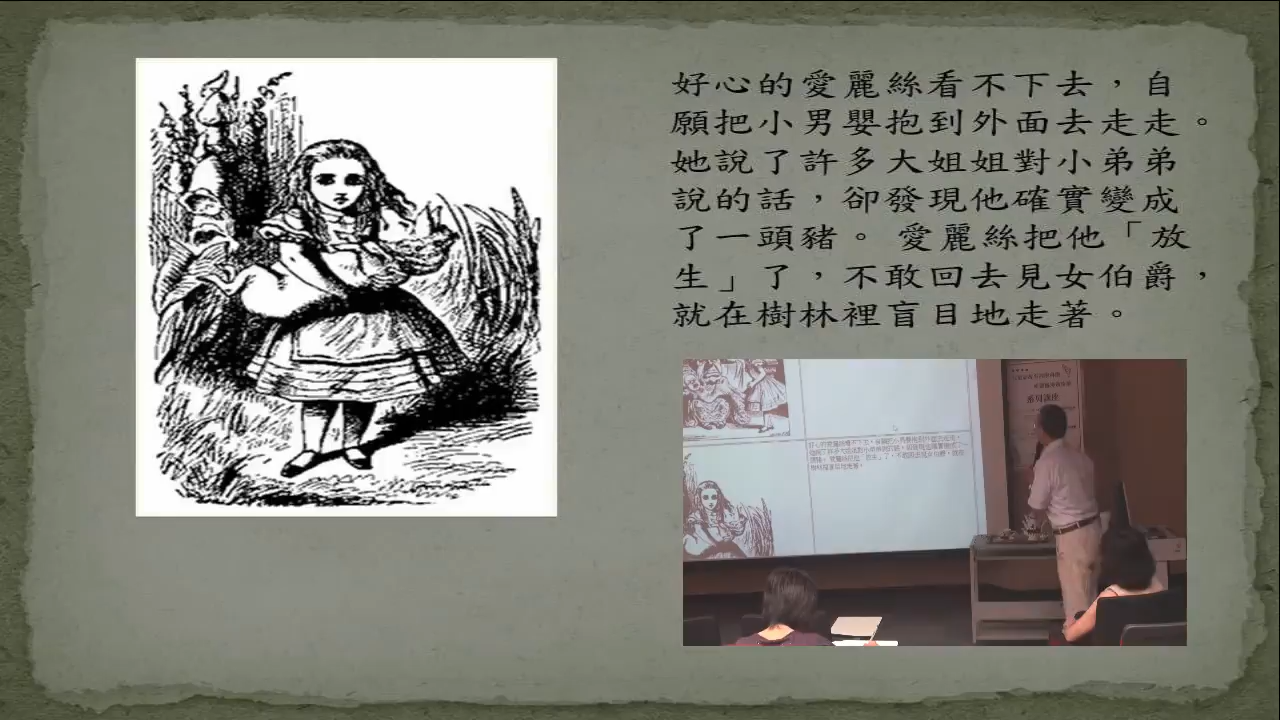 好心的愛麗絲看不下去，自
願把小男嬰抱到外面去走走。
她說了許多大姐姐對小弟弟
說的話，卻發現他確實變成
了一頭豬。 愛麗絲把他「放
生」了，不敢回去見女伯爵，
就在樹林裡盲目地走著。
系列講座